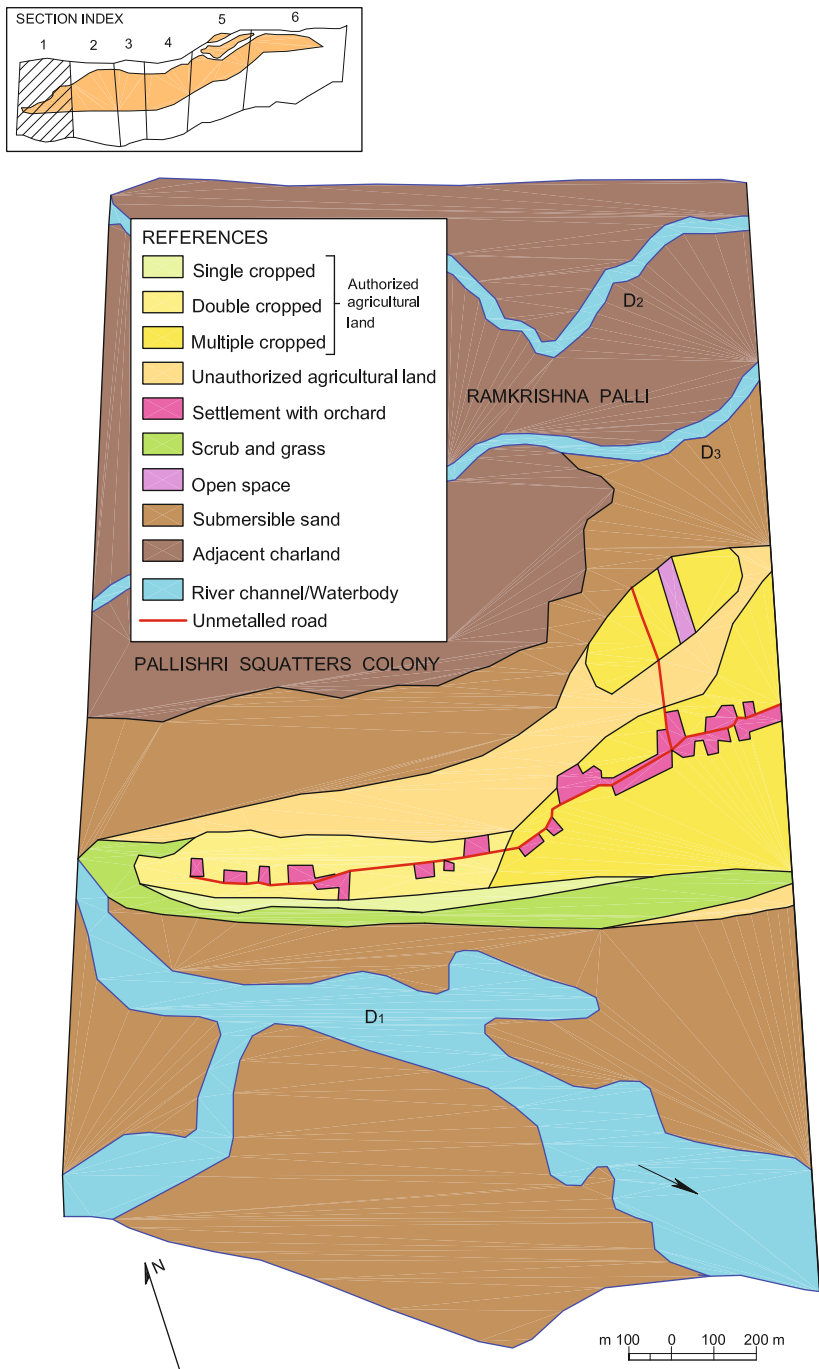 SECTION INDEX
1 2 3 4 5 6
REFERENCES
Single cropped
Double cropped
Multiple cropped
Authorized
agricultural
land
Unauthorized agricultural land
Settlement with orchard
Scrub and grass
Open space
Submersible sand
Adjacent charland
River channel/Waterbody
Unmetalled road
D2
RAMKRISHNA PALLI
D3
PALLISHRI SQUATTERS COLONY
D1
N
m 100 0 100 200 m